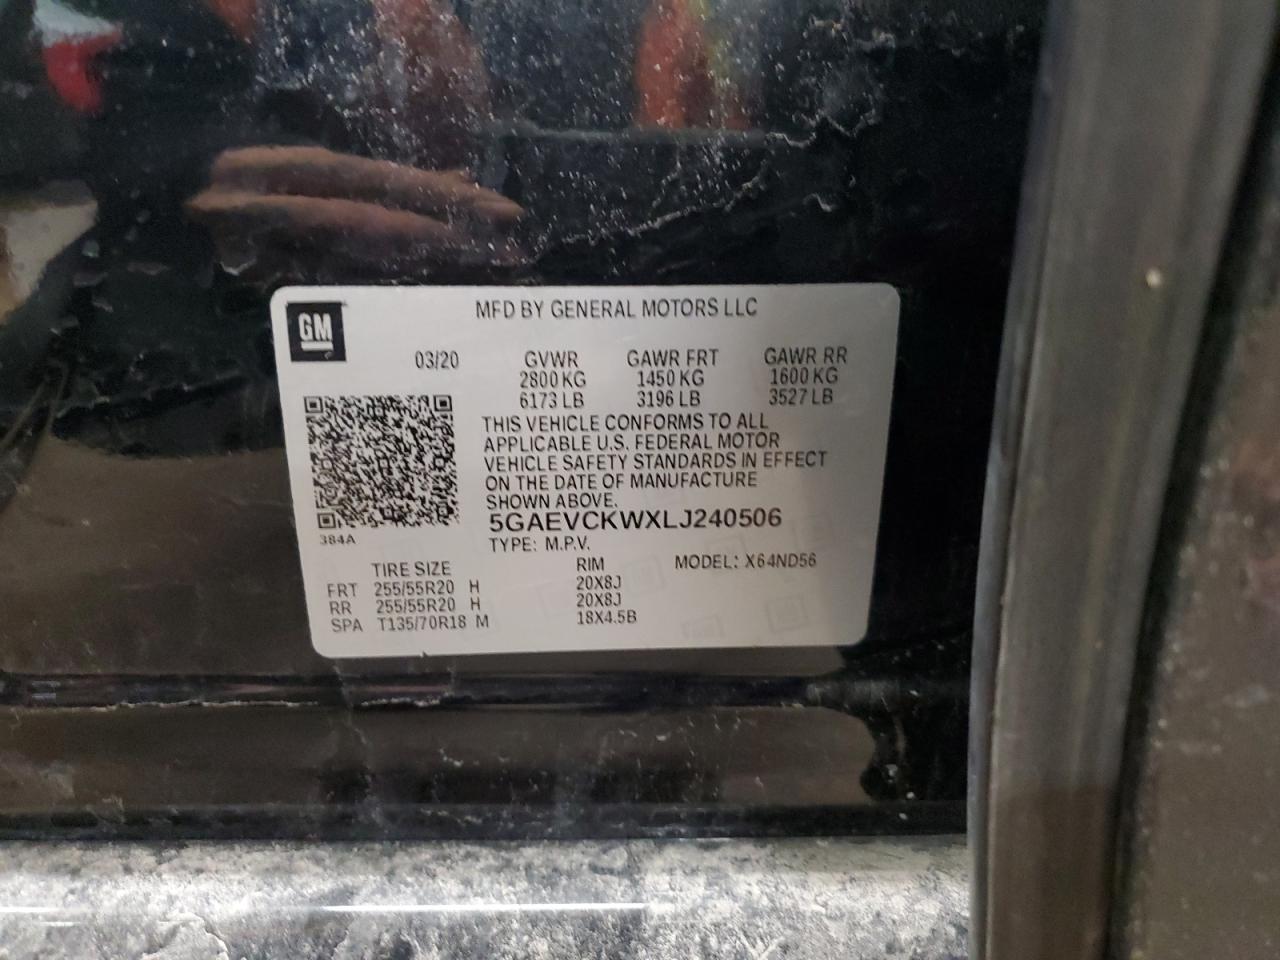 MFD BY GENERAL MOTORS LLC
GM
03/20 GVWR GAWR FRT GAWR RR
2800 KG 1450 KG 1600 KG
6173 LB 3196 LB 3527 LB
THIS VEHICLE CONFORMS TO ALL
APPLICABLE U.S. FEDERAL MOTOR
VEHICLE SAFETY STANDARDS IN EFFECT
ON THE DATE OF MANUFACTURE
SHOWN ABOVE.
5GAEVCKWXLJ240506
384A
TYPE: M.P.V.
TIRE SIZE RIM MODEL: X64ND56
FRT 255/55R20 H 20X8J
RR 255/55R20 H 20X8J
SPA T135/70R18 M 18X4.5B